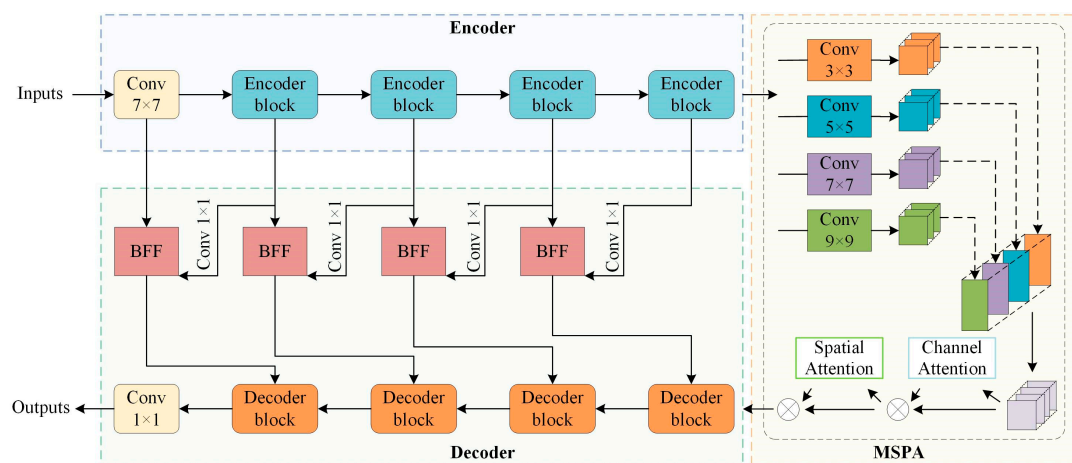 Encoder
Inputs
Conv
7×7
Encoder
block
Encoder
block
Encoder
block
Encoder
block
Conv 1×1
Conv 1×1
Conv 1×1
Conv 1×1
BFF
BFF
BFF
BFF
Outputs
Conv
1×1
Decoder
block
Decoder
block
Decoder
block
Decoder
block
Decoder
Conv
3×3
Conv
5×5
Conv
7×7
Conv
9×9
Spatial
Attention
Channel
Attention
MSPA